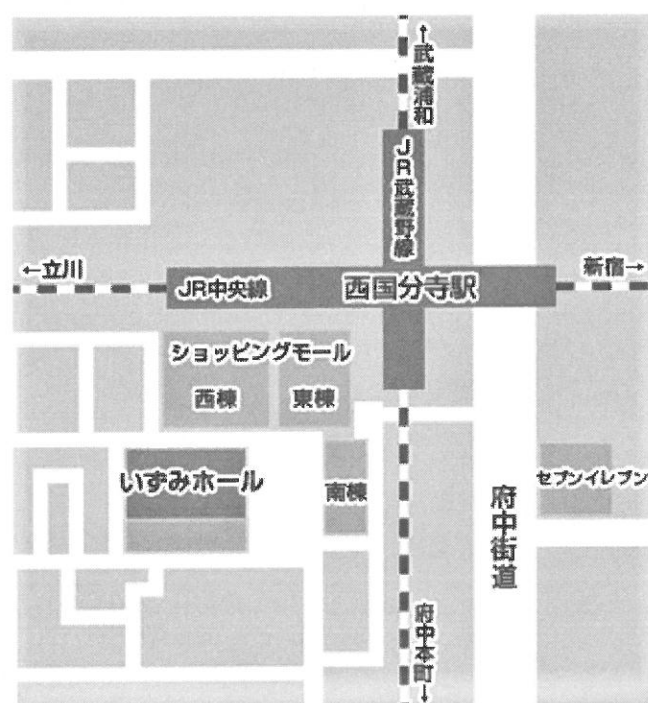 ↑武蔵浦和
JR武蔵野線
←立川
JR中央線
西国分寺駅
新宿→
ショッピングモール
西棟
東棟
いずみホール
南棟
セブンイレブン
府中街道
府中本町↓